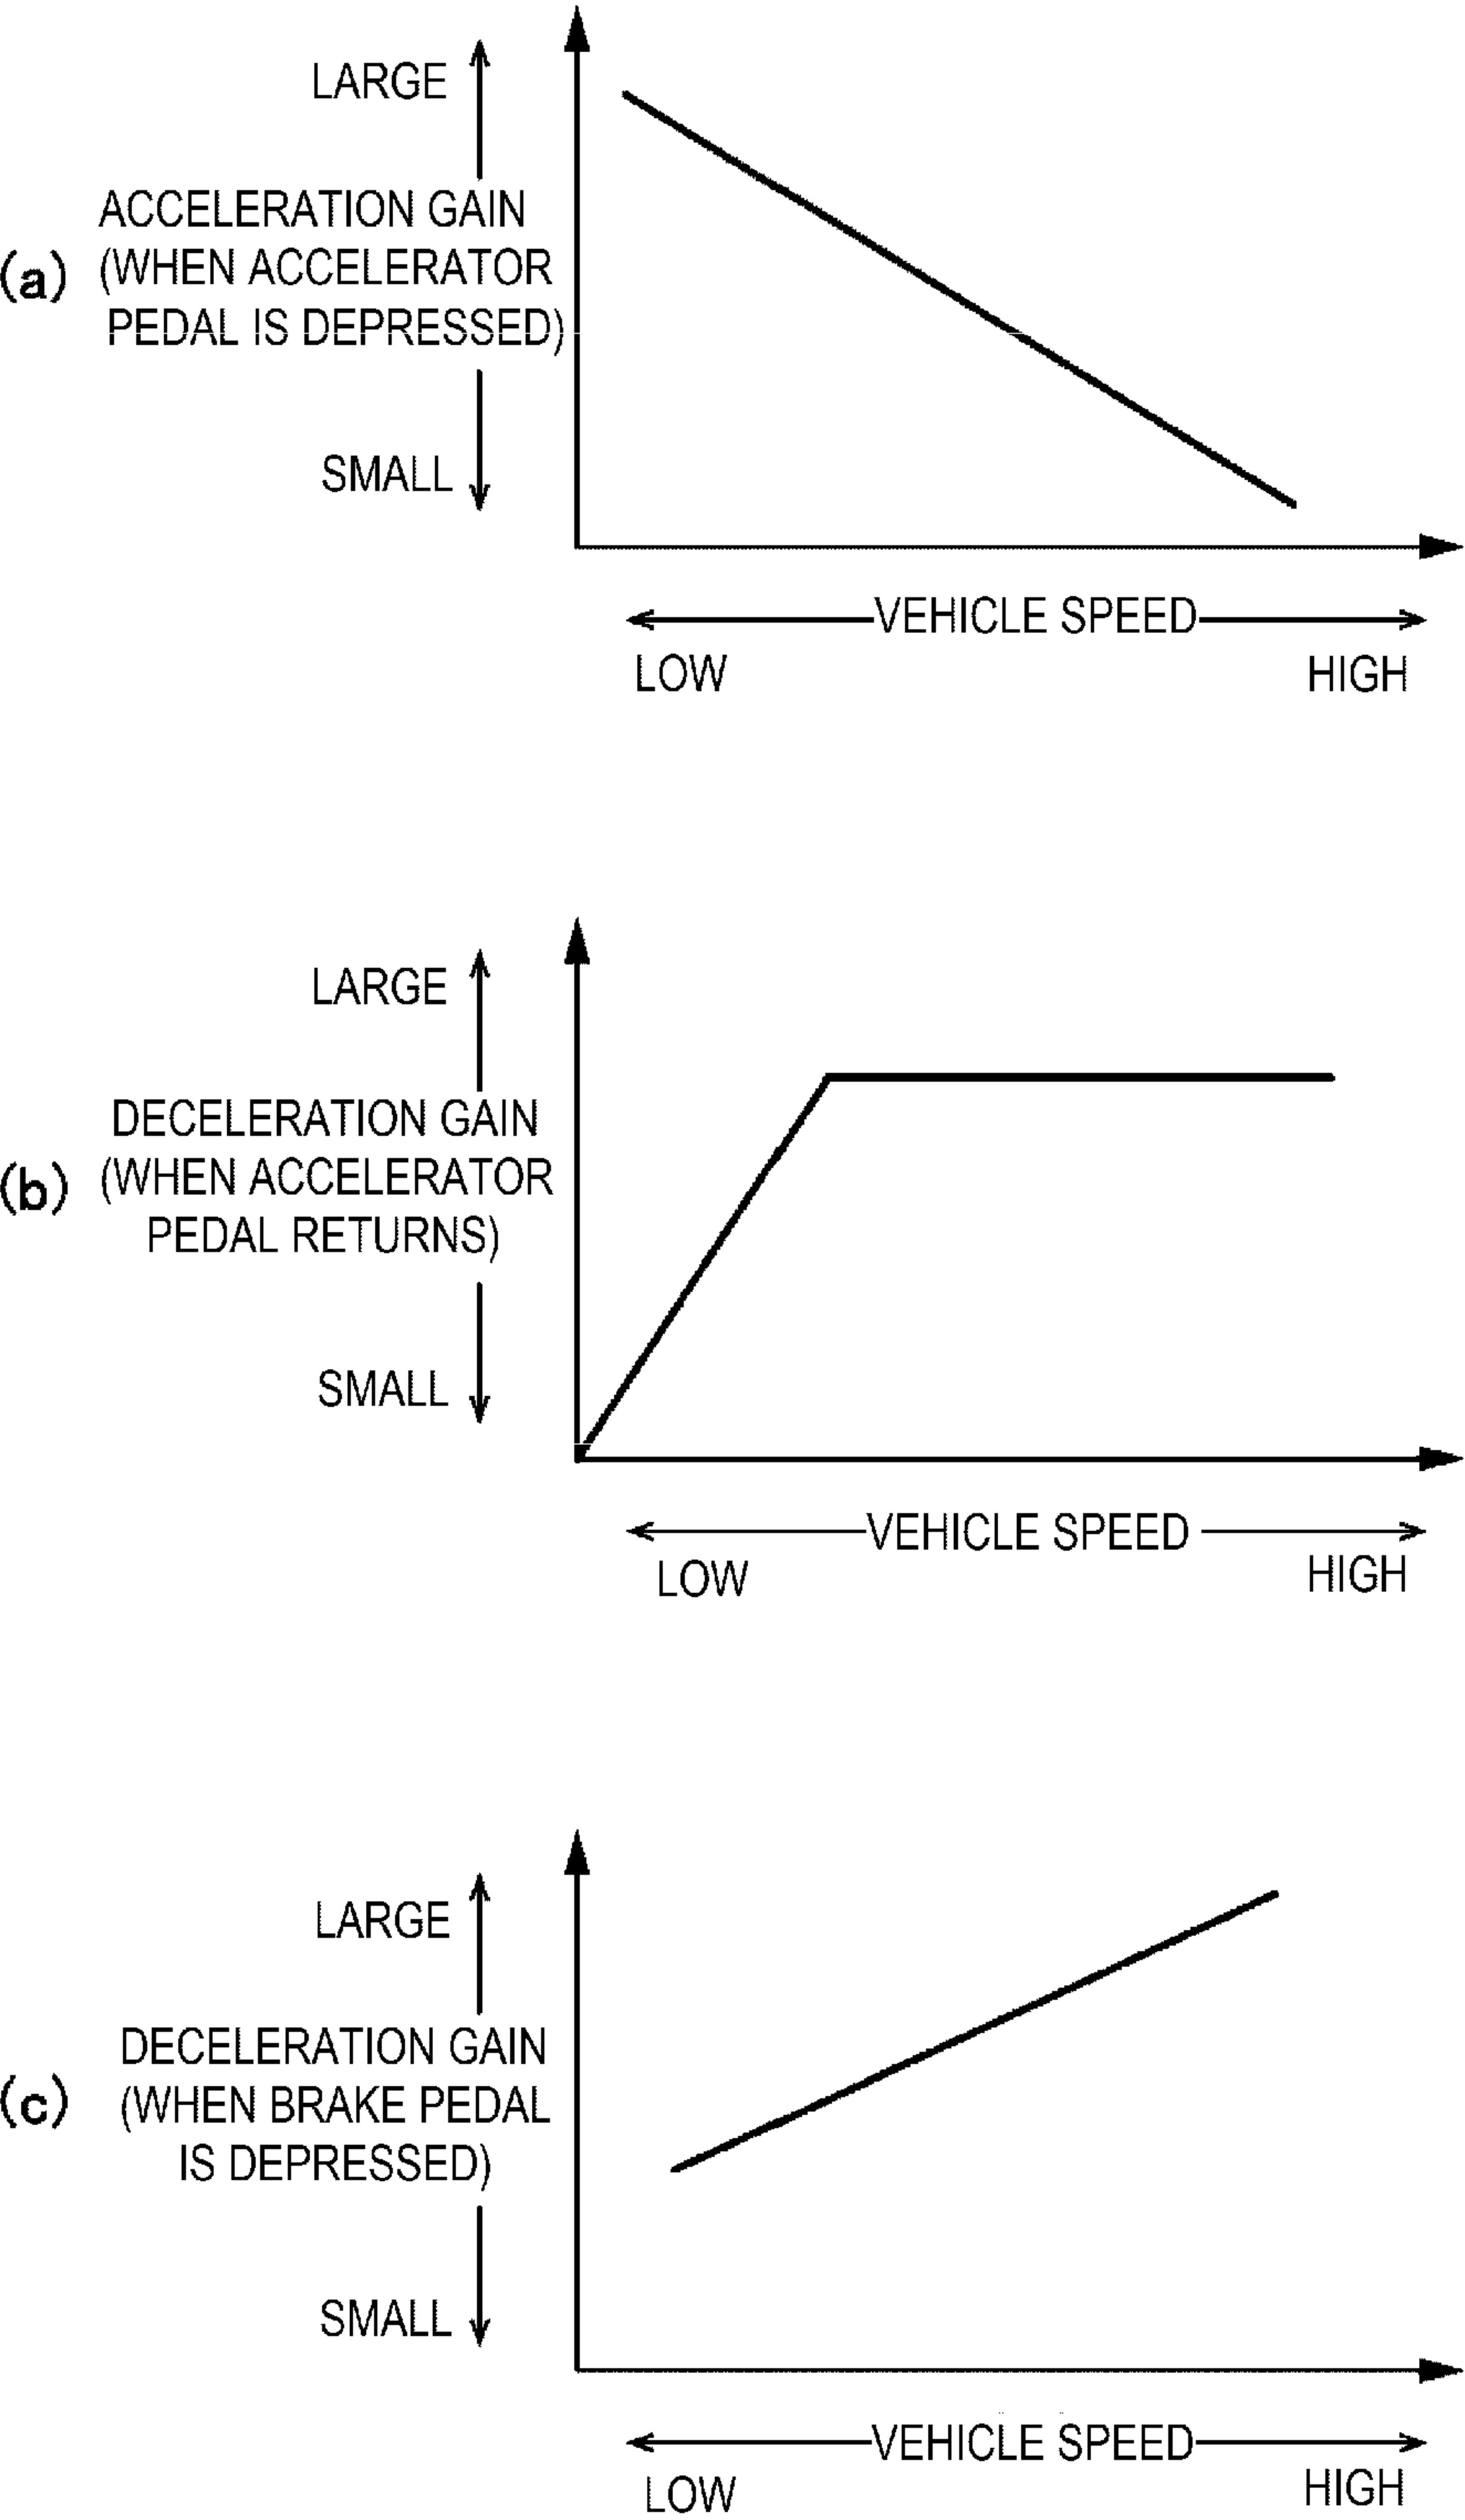 LARGE
ACCELERATION GAIN
(a) (WHEN ACCELERATOR
PEDAL IS DEPRESSED)
SMALL
VEHICLE SPEED
LOW HIGH
LARGE
DECELERATION GAIN
(b) (WHEN ACCELERATOR
PEDAL RETURNS)
SMALL
VEHICLE SPEED
LOW HIGH
LARGE
DECELERATION GAIN
(c) (WHEN BRAKE PEDAL
IS DEPRESSED)
SMALL
VEHICLE SPEED
LOW HIGH